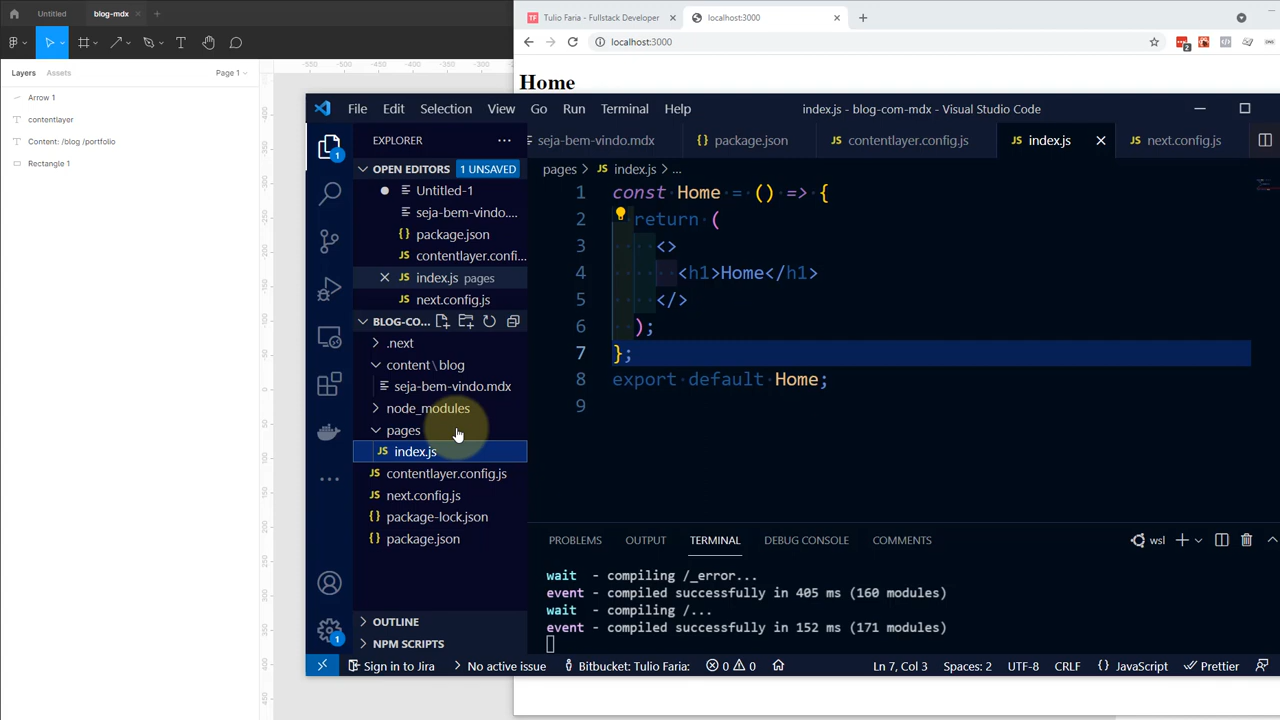 Untitled
blog-mdx
Layers
Assets
Page 1
Arrow 1
contentlayer
Content: /blog /portfolio
Rectangle 1
-550 -500 -450 -400 -350 -300
Tulio Faria - Fullstack Developer
localhost:3000
localhost:3000
Home
File Edit Selection View Go Run Terminal Help
index.js - blog-com-mdx - Visual Studio Code
EXPLORER
OPEN EDITORS 1 UNSAVED
Untitled-1
seja-bem-vindo....
package.json
contentlayer.confi...
index.js pages
next.config.js
BLOG-CO...
.next
content\blog
seja-bem-vindo.mdx
node_modules
pages
index.js
contentlayer.config.js
next.config.js
package-lock.json
package.json
OUTLINE
NPM SCRIPTS
seja-bem-vindo.mdx
package.json
contentlayer.config.js
index.js
next.config.js
pages > index.js > ...
1 const Home = () => {
2 return (
3 <>
4 <h1>Home</h1>
5 </>
6 );
7 };
8 export default Home;
9
PROBLEMS OUTPUT TERMINAL DEBUG CONSOLE COMMENTS
wsl
wait - compiling /_error...
event - compiled successfully in 405 ms (160 modules)
wait - compiling /...
event - compiled successfully in 152 ms (171 modules)
Sign in to Jira
No active issue
Bitbucket: Tulio Faria:
0 0
Ln 7, Col 3 Spaces: 2 UTF-8 CRLF JavaScript Prettier